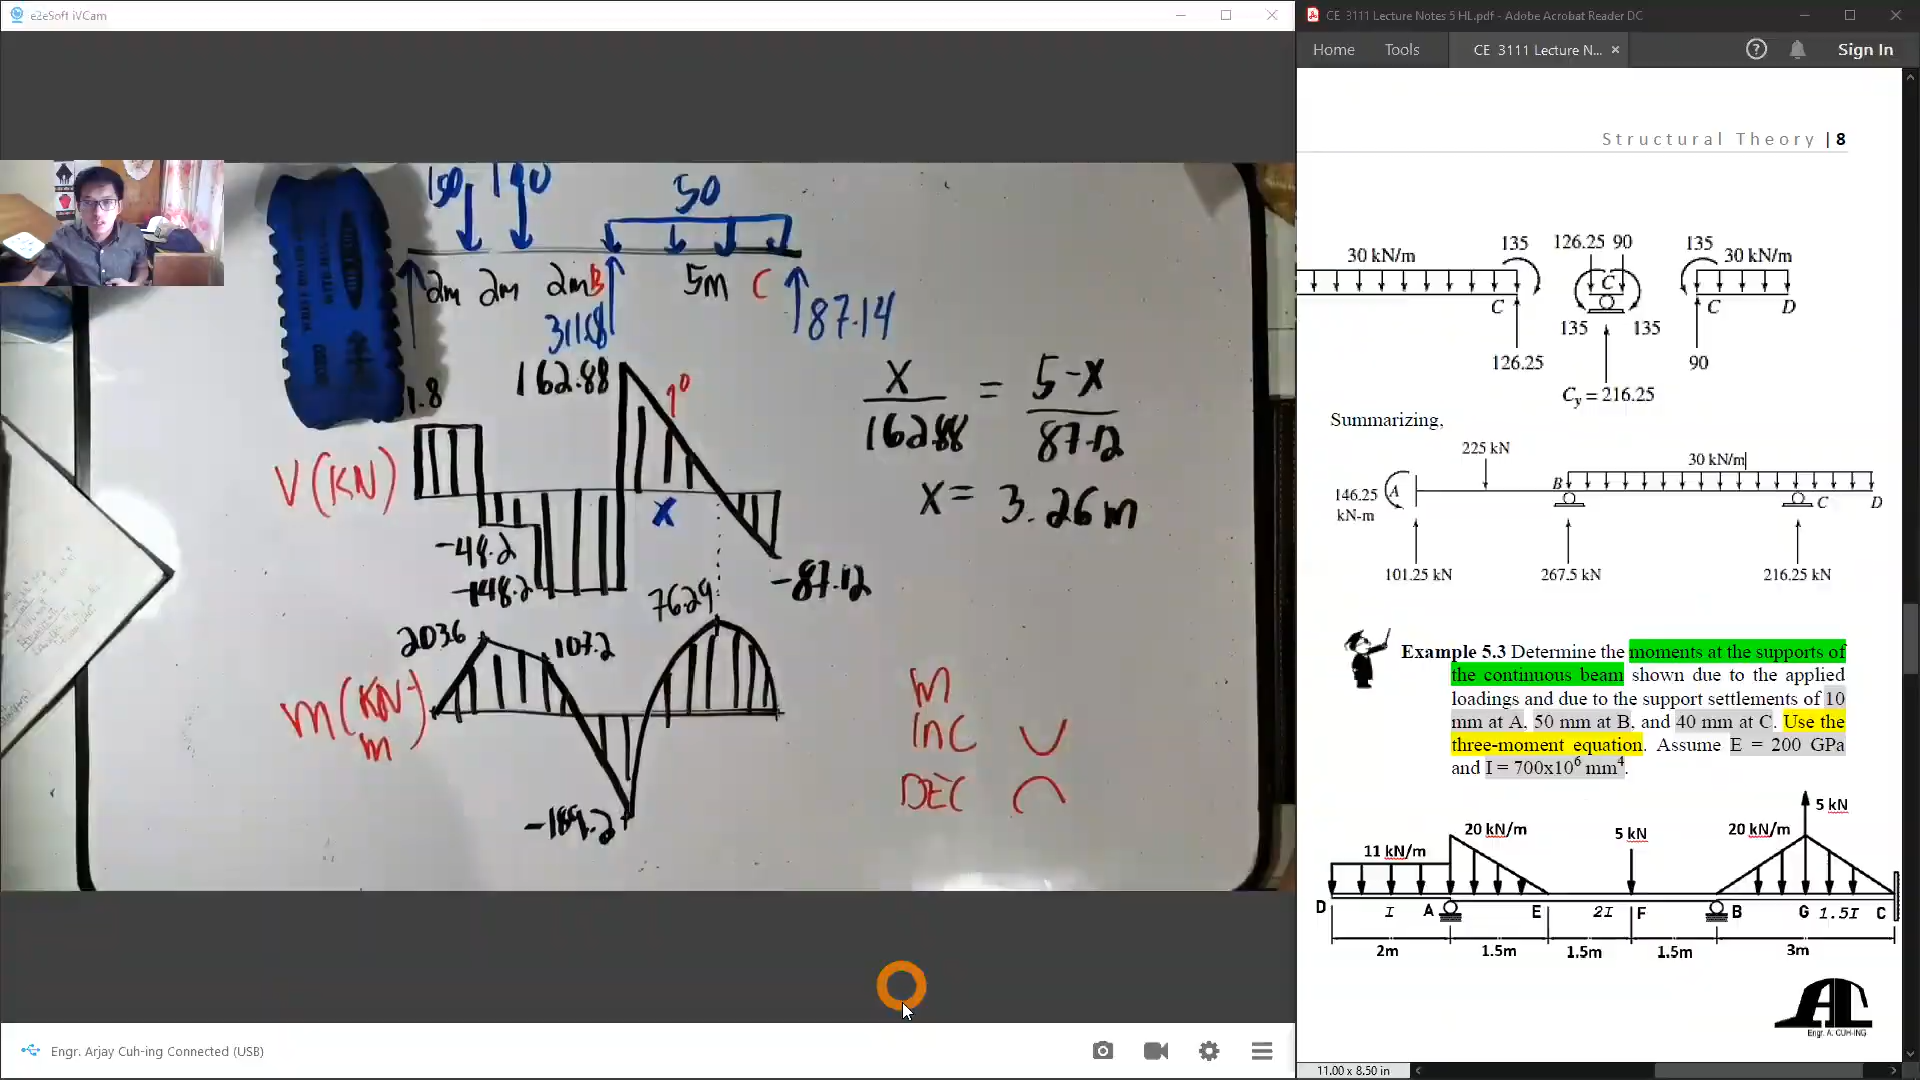 e2eSoft iVCam
150
50
2m 2m 2m B 5m C
311.8
87.14
1.8
162.88
1°
V(KN)
X
-48.2
-148.2
-87.12
X = 5-X
162.88 87.12
X = 3.26m
203.6
107.2
76.29
M(KN-m)
-189.2
M
INC
DEC
Engr. Arjay Cuh-ing Connected (USB)
CE 3111 Lecture Notes 5 HL.pdf - Adobe Acrobat Reader DC
Home Tools CE 3111 Lecture N... × ? Sign In
Structural Theory | 8
30 kN/m 135 126.25 90 135 30 kN/m
C C C D
135 135
126.25 90
Cy = 216.25
Summarizing,
225 kN
30 kN/m
146.25 A B C D
kN-m
101.25 kN 267.5 kN 216.25 kN
Example 5.3 Determine the moments at the supports of
the continuous beam shown due to the applied
loadings and due to the support settlements of 10
mm at A, 50 mm at B, and 40 mm at C. Use the
three-moment equation. Assume E = 200 GPa
and I = 700x10⁶ mm⁴.
5 kN
20 kN/m 5 kN 20 kN/m
11 kN/m
D I A E 2I F B G 1.5I C
2m 1.5m 1.5m 1.5m 3m
Engr. A. CUH-ING
11.00 x 8.50 in